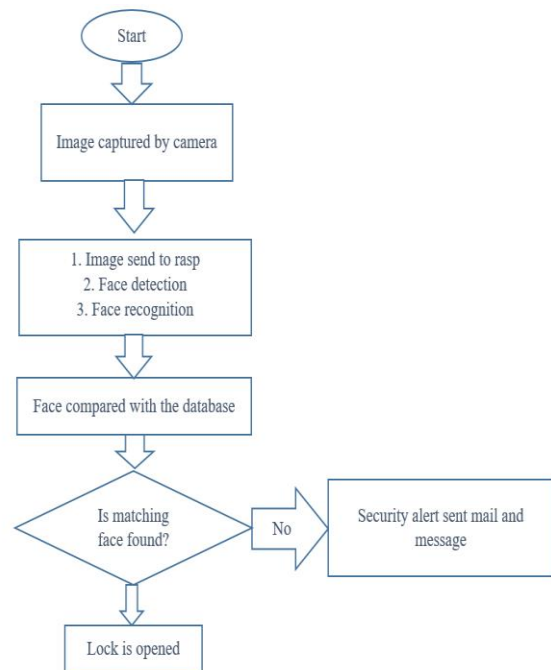 Start
Image captured by camera
1. Image send to rasp
2. Face detection
3. Face recognition
Face compared with the database
Is matching
face found?
No
Security alert sent mail and
message
Lock is opened